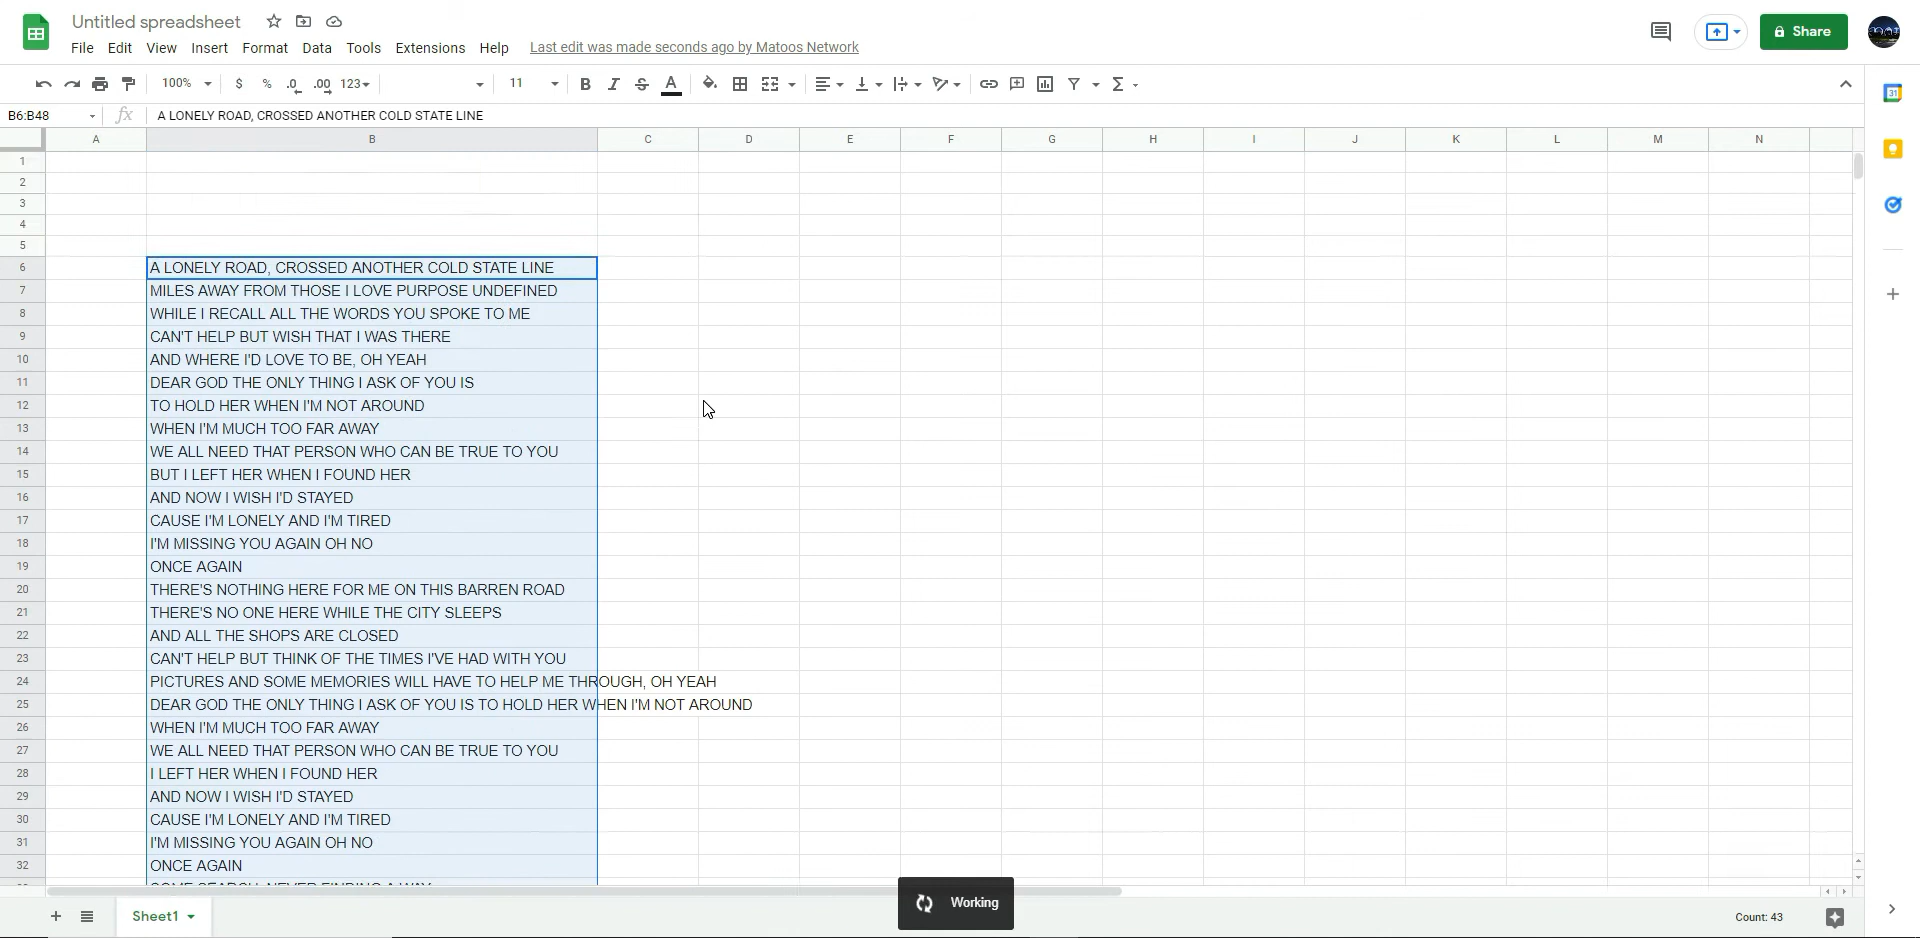 Untitled spreadsheet
File Edit View Insert Format Data Tools Extensions Help Last edit was made seconds ago by Matoos Network
Share
100% $ % .0 .00 123 11 B I S A
31
B6:B48 fx A LONELY ROAD, CROSSED ANOTHER COLD STATE LINE
A B C D E F G H I J K L M N
1
2
3
4
5
6 A LONELY ROAD, CROSSED ANOTHER COLD STATE LINE
7 MILES AWAY FROM THOSE I LOVE PURPOSE UNDEFINED
8 WHILE I RECALL ALL THE WORDS YOU SPOKE TO ME
9 CAN'T HELP BUT WISH THAT I WAS THERE
10 AND WHERE I'D LOVE TO BE, OH YEAH
11 DEAR GOD THE ONLY THING I ASK OF YOU IS
12 TO HOLD HER WHEN I'M NOT AROUND
13 WHEN I'M MUCH TOO FAR AWAY
14 WE ALL NEED THAT PERSON WHO CAN BE TRUE TO YOU
15 BUT I LEFT HER WHEN I FOUND HER
16 AND NOW I WISH I'D STAYED
17 CAUSE I'M LONELY AND I'M TIRED
18 I'M MISSING YOU AGAIN OH NO
19 ONCE AGAIN
20 THERE'S NOTHING HERE FOR ME ON THIS BARREN ROAD
21 THERE'S NO ONE HERE WHILE THE CITY SLEEPS
22 AND ALL THE SHOPS ARE CLOSED
23 CAN'T HELP BUT THINK OF THE TIMES I'VE HAD WITH YOU
24 PICTURES AND SOME MEMORIES WILL HAVE TO HELP ME THROUGH, OH YEAH
25 DEAR GOD THE ONLY THING I ASK OF YOU IS TO HOLD HER WHEN I'M NOT AROUND
26 WHEN I'M MUCH TOO FAR AWAY
27 WE ALL NEED THAT PERSON WHO CAN BE TRUE TO YOU
28 I LEFT HER WHEN I FOUND HER
29 AND NOW I WISH I'D STAYED
30 CAUSE I'M LONELY AND I'M TIRED
31 I'M MISSING YOU AGAIN OH NO
32 ONCE AGAIN
Working
Sheet1 Count: 43